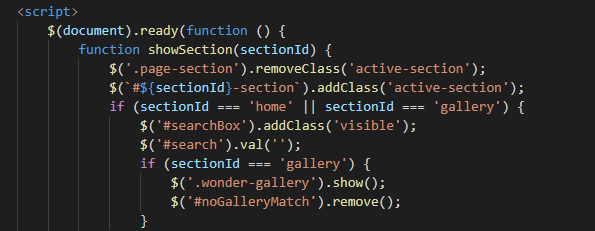 <script>
$(document).ready(function () {
function showSection(sectionId) {
$('.page-section').removeClass('active-section');
$(`#${sectionId}-section`).addClass('active-section');
if (sectionId === 'home' || sectionId === 'gallery') {
$('#searchBox').addClass('visible');
$('#search').val('');
if (sectionId === 'gallery') {
$('.wonder-gallery').show();
$('#noGalleryMatch').remove();
}